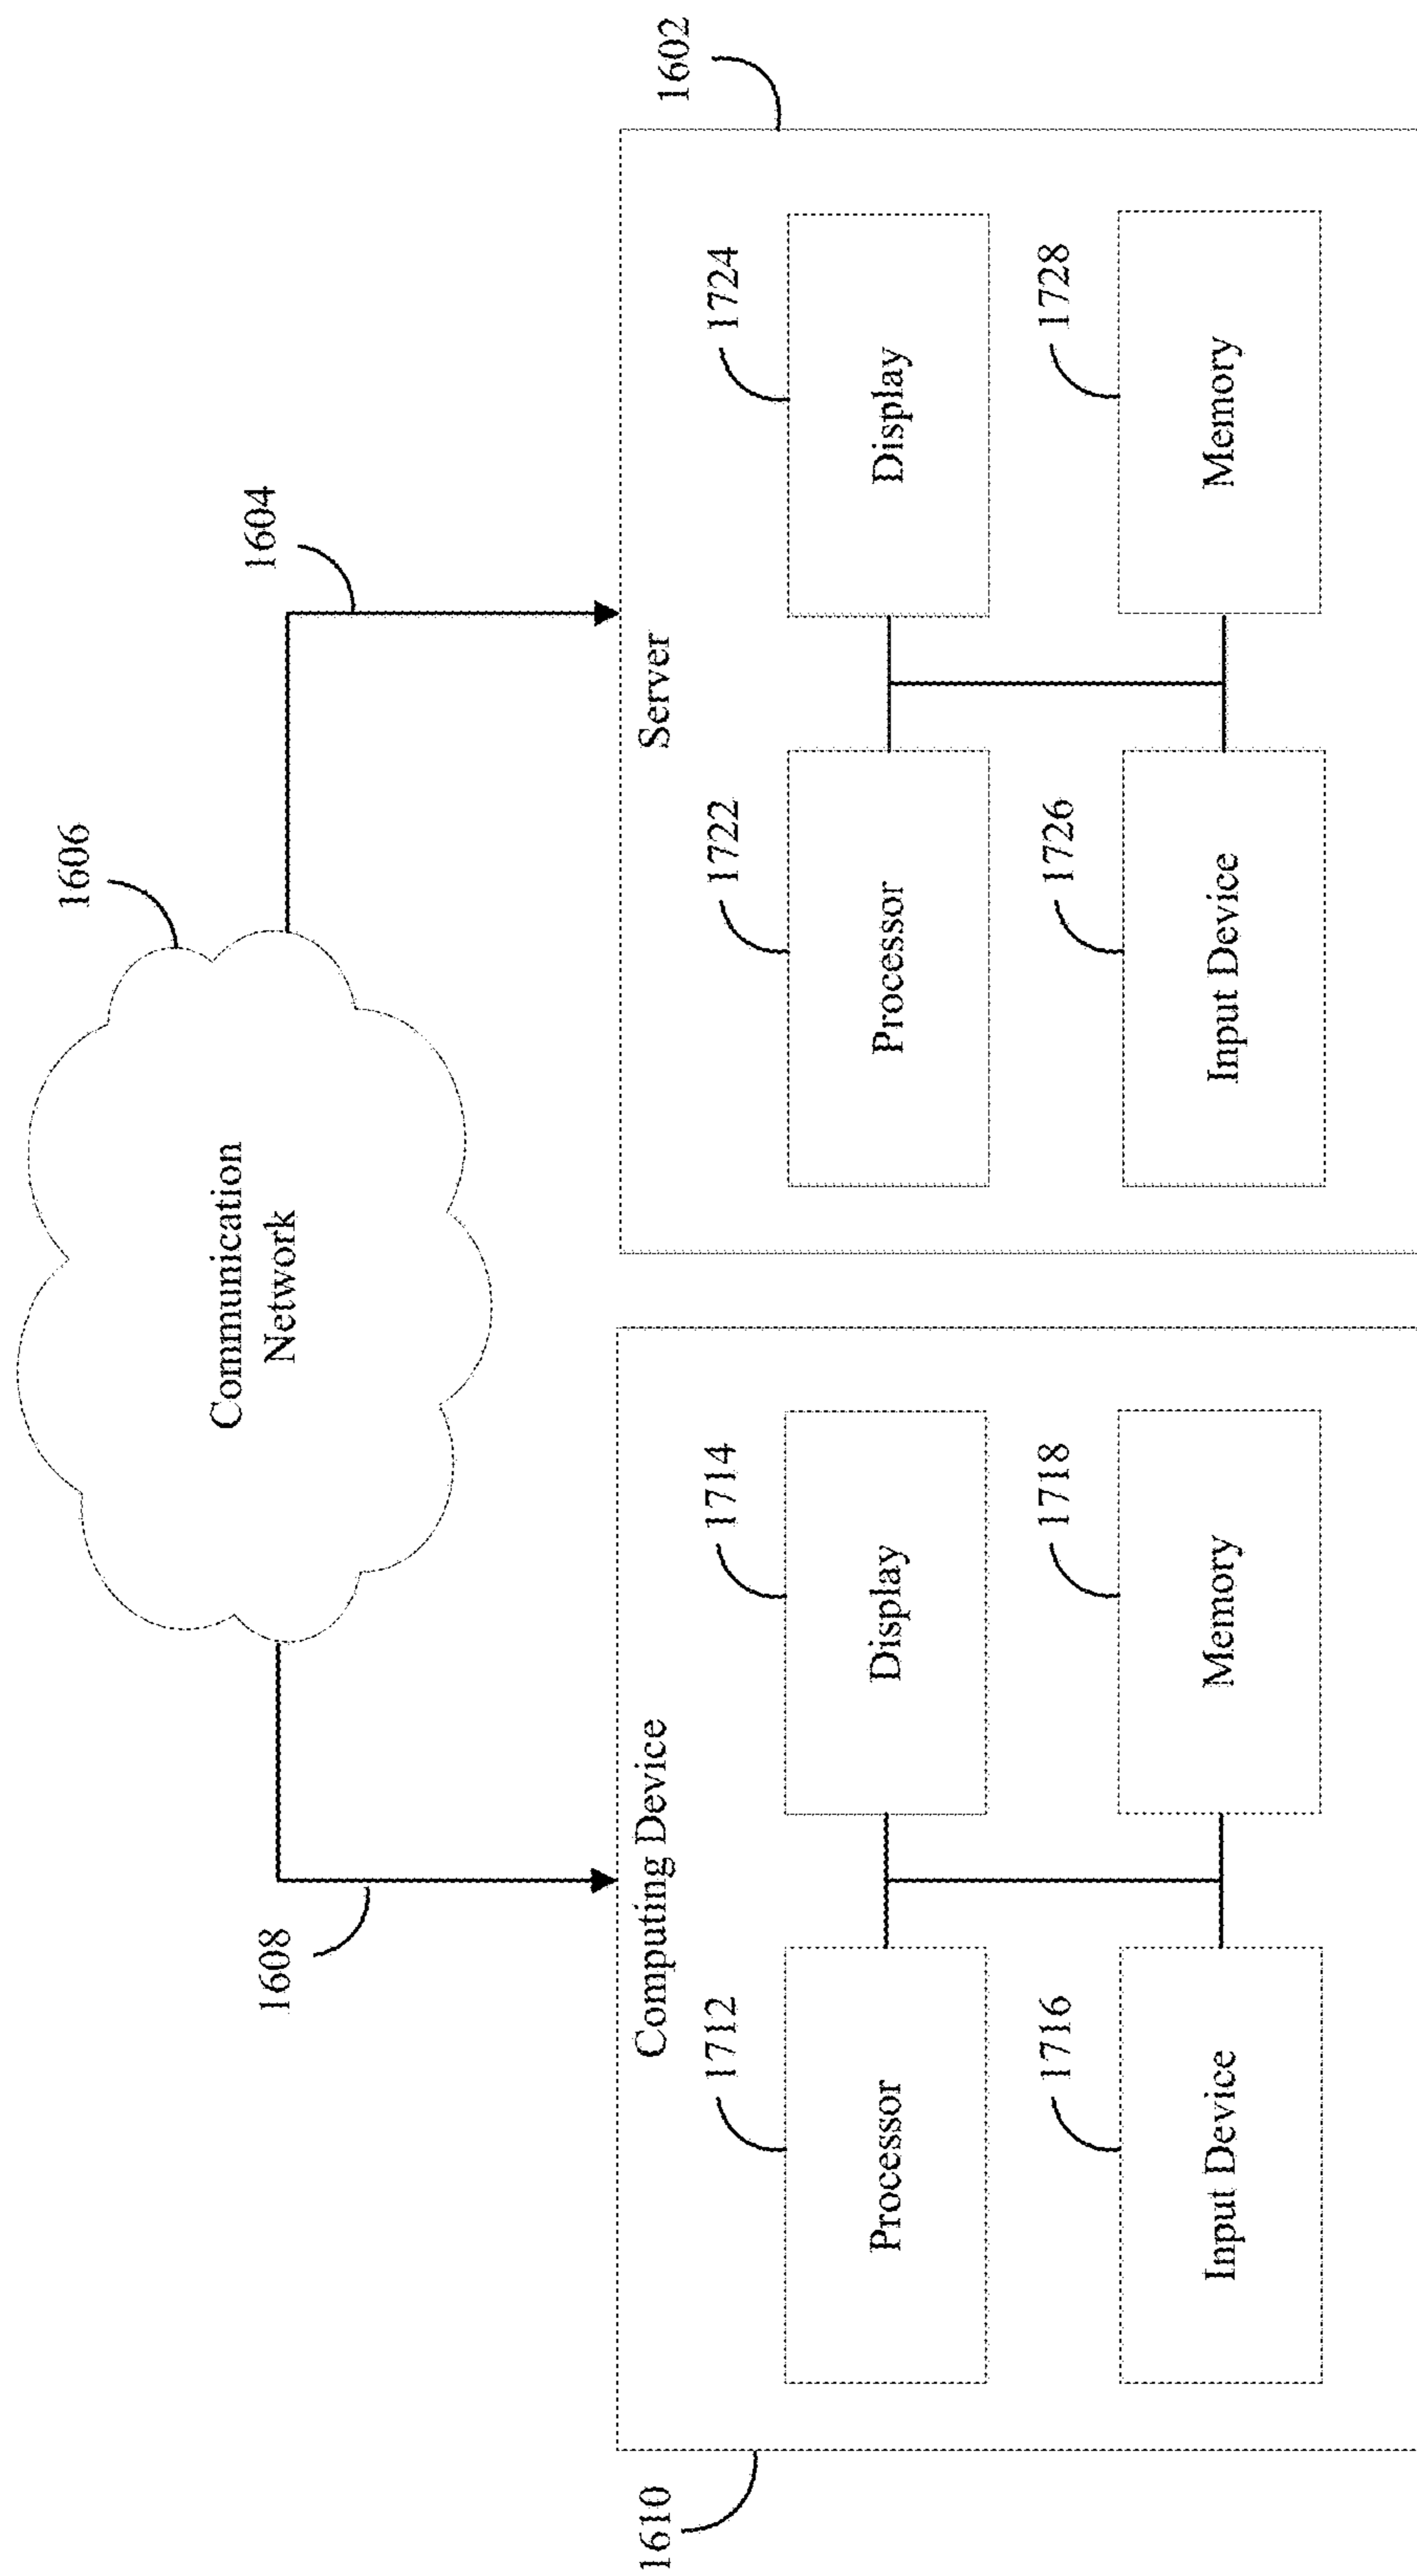 1606
Communication
Network
1608
1604
1610
Computing Device
1712
Processor
1714
Display
1716
Input Device
1718
Memory
1602
Server
1722
Processor
1724
Display
1726
Input Device
1728
Memory